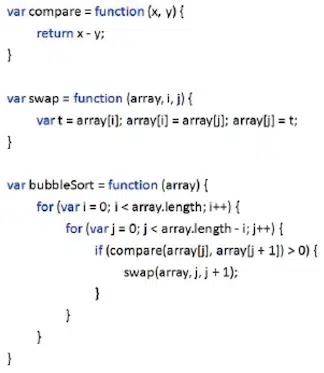 var compare = function (x, y) {
return x - y;
}
var swap = function (array, i, j) {
var t = array[i]; array[i] = array[j]; array[j] = t;
}
var bubbleSort = function (array) {
for (var i = 0; i < array.length; i++) {
for (var j = 0; j < array.length - i; j++) {
if (compare(array[j], array[j + 1]) > 0) {
swap(array, j, j + 1);
}
}
}
}